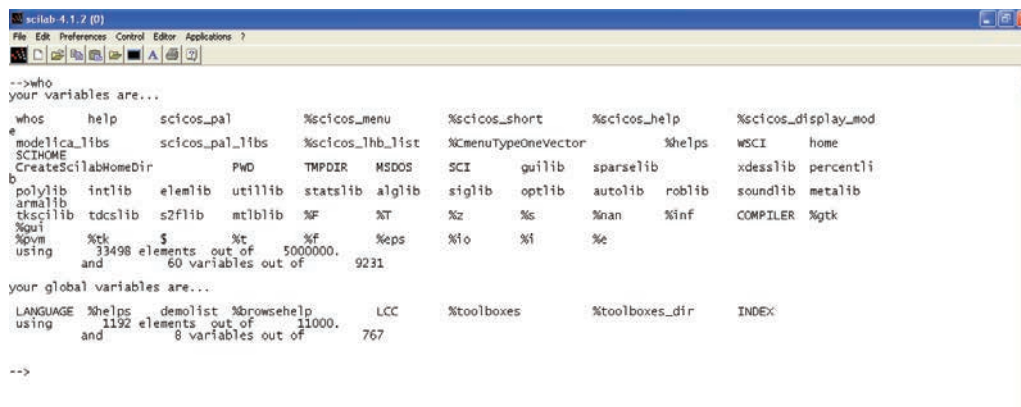 scilab-4.1.2 (0)
File Edit Preferences Control Editor Applications ?
-->who
your variables are...
whos help scicos_pal %scicos_menu %scicos_short %scicos_help %scicos_display_mod
e
modelica_libs scicos_pal_libs %scicos_lhb_list %CmenuTypeOneVector %helps WSCI home
SCIHOME
CreateScilabHomeDir PWD TMPDIR MSDOS SCI guilib sparselib xdesslib percentli
b
polylib intlib elemlib utillib statslib alglib siglib optlib autolib roblib soundlib metalib
armalib
tkscilib tdcslib s2flib mtlblib %F %T %z %s %nan %inf COMPILER %gtk
%gui
%pvm %tk $ %t %f %eps %io %i %e
using 33498 elements out of 5000000.
and 60 variables out of 9231
your global variables are...
LANGUAGE %helps demolist %browsehelp LCC %toolboxes %toolboxes_dir INDEX
using 1192 elements out of 11000.
and 8 variables out of 767
-->